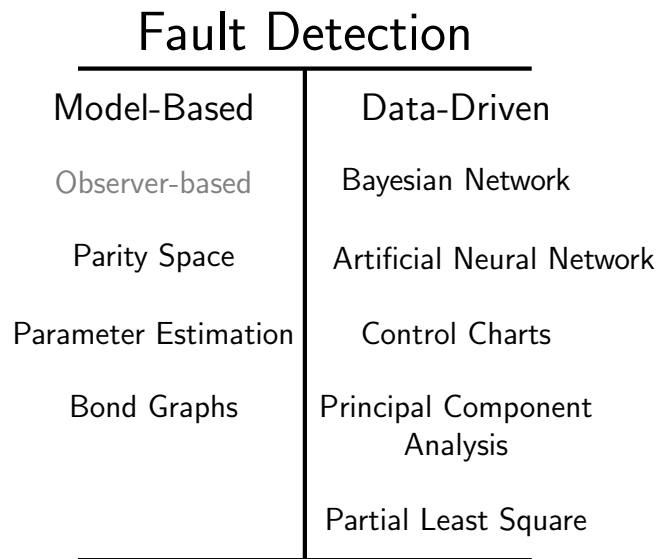 Fault Detection
Model-Based
Observer-based
Parity Space
Parameter Estimation
Bond Graphs
Data-Driven
Bayesian Network
Artificial Neural Network
Control Charts
Principal Component
Analysis
Partial Least Square